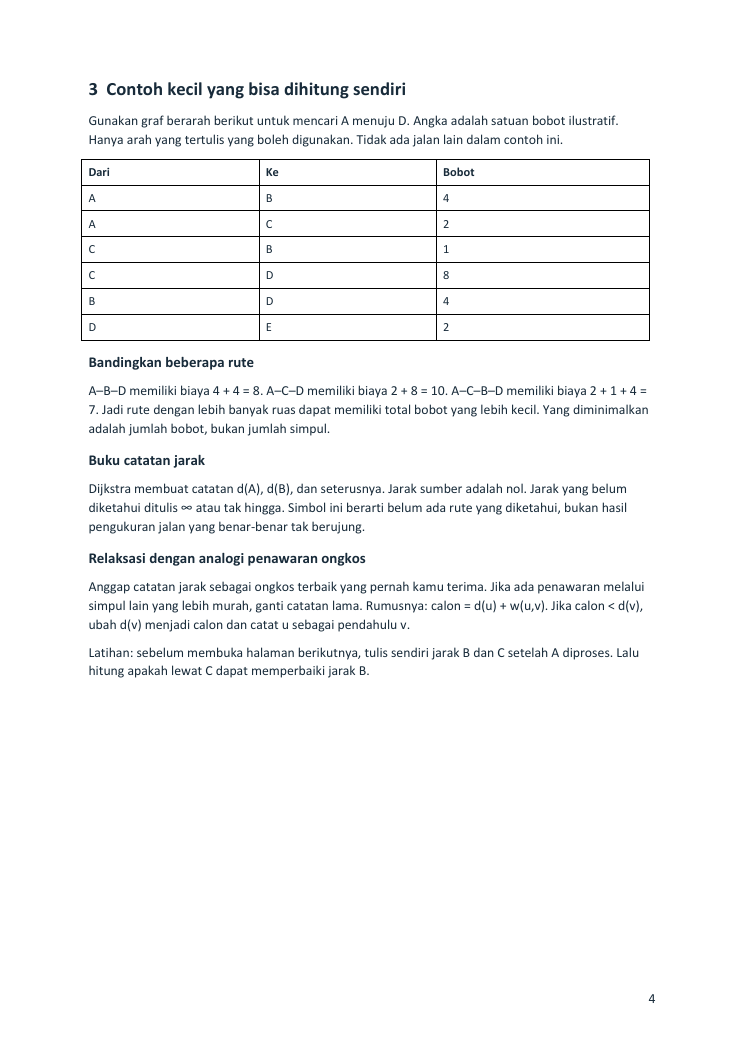 3 Contoh kecil yang bisa dihitung sendiri
Gunakan graf berarah berikut untuk mencari A menuju D. Angka adalah satuan bobot ilustratif.
Hanya arah yang tertulis yang boleh digunakan. Tidak ada jalan lain dalam contoh ini.
Dari Ke Bobot
A B 4
A C 2
C B 1
C D 8
B D 4
D E 2
Bandingkan beberapa rute
A–B–D memiliki biaya 4 + 4 = 8. A–C–D memiliki biaya 2 + 8 = 10. A–C–B–D memiliki biaya 2 + 1 + 4 =
7. Jadi rute dengan lebih banyak ruas dapat memiliki total bobot yang lebih kecil. Yang diminimalkan
adalah jumlah bobot, bukan jumlah simpul.
Buku catatan jarak
Dijkstra membuat catatan d(A), d(B), dan seterusnya. Jarak sumber adalah nol. Jarak yang belum
diketahui ditulis ∞ atau tak hingga. Simbol ini berarti belum ada rute yang diketahui, bukan hasil
pengukuran jalan yang benar-benar tak berujung.
Relaksasi dengan analogi penawaran ongkos
Anggap catatan jarak sebagai ongkos terbaik yang pernah kamu terima. Jika ada penawaran melalui
simpul lain yang lebih murah, ganti catatan lama. Rumusnya: calon = d(u) + w(u,v). Jika calon < d(v),
ubah d(v) menjadi calon dan catat u sebagai pendahulu v.
Latihan: sebelum membuka halaman berikutnya, tulis sendiri jarak B dan C setelah A diproses. Lalu
hitung apakah lewat C dapat memperbaiki jarak B.
4